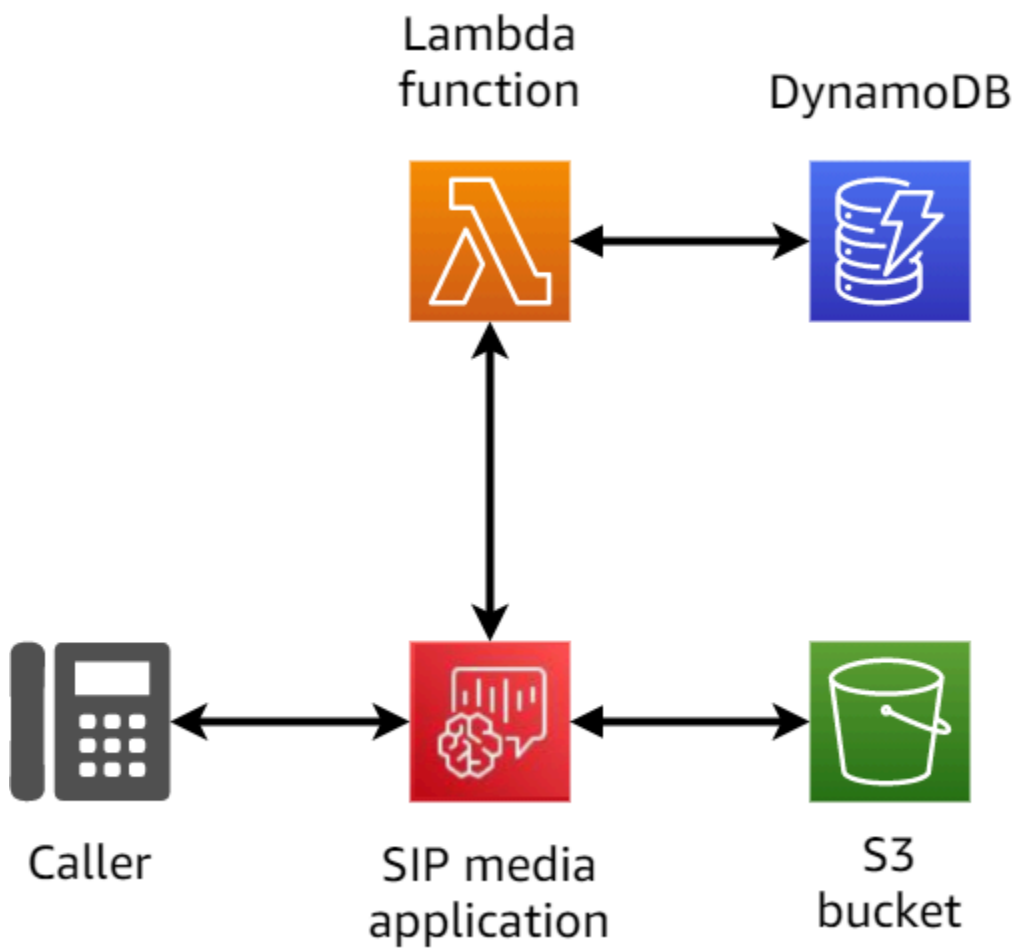 Lambda
function
DynamoDB
Caller
SIP media
application
S3
bucket